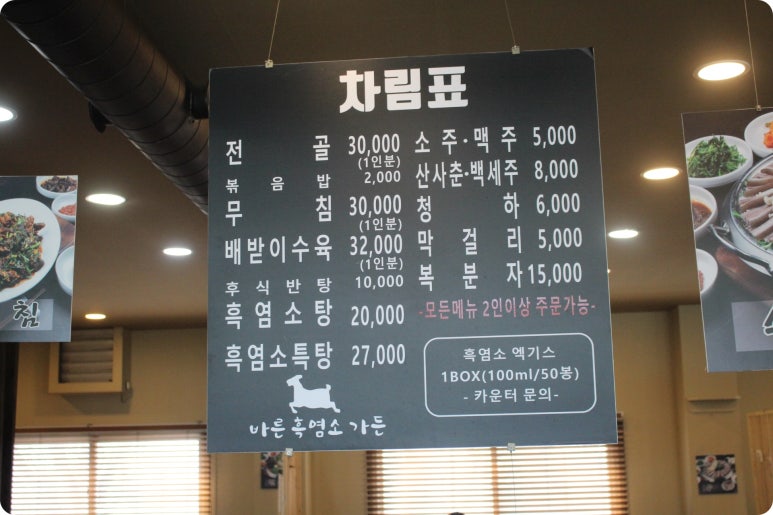 차림표
전 골 30,000
(1인분)
볶 음 밥 2,000
무 침 30,000
(1인분)
배받이수육 32,000
(1인분)
후 식 반 탕 10,000
흑 염 소 탕 20,000
흑염소특탕 27,000
바른 흑염소 가든
소 주 · 맥 주 5,000
산사춘·백세주 8,000
청 하 6,000
막 걸 리 5,000
복 분 자 15,000
-모든메뉴 2인이상 주문가능-
흑염소 엑기스
1BOX(100ml/50봉)
- 카운터 문의-
침